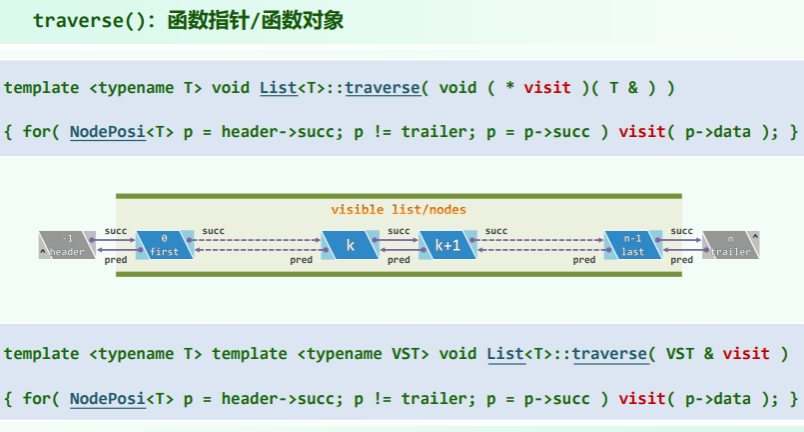 traverse()：函数指针/函数对象
template <typename T> void List<T>::traverse( void ( * visit )( T & ) )
{ for( NodePosi<T> p = header->succ; p != trailer; p = p->succ ) visit( p->data ); }
visible list/nodes
-1 succ 0 succ succ succ n-1 succ n ^
^ header first k k+1 last trailer
pred pred pred pred pred
template <typename T> template <typename VST> void List<T>::traverse( VST & visit )
{ for( NodePosi<T> p = header->succ; p != trailer; p = p->succ ) visit( p->data ); }